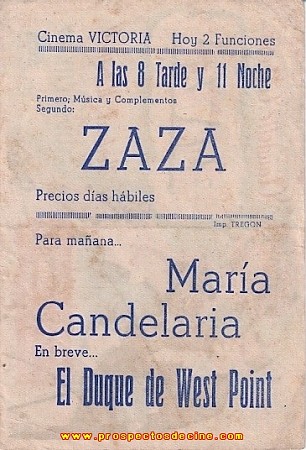 Cinema VICTORIA Hoy 2 Funciones
A las 8 Tarde y 11 Noche
Primero; Música y Complementos
Segundo:
ZAZA
Precios días hábiles
Imp. TREGON
Para mañana...
María
Candelaria
En breve...
El Duque de West Point
www.prospectosdecine.com